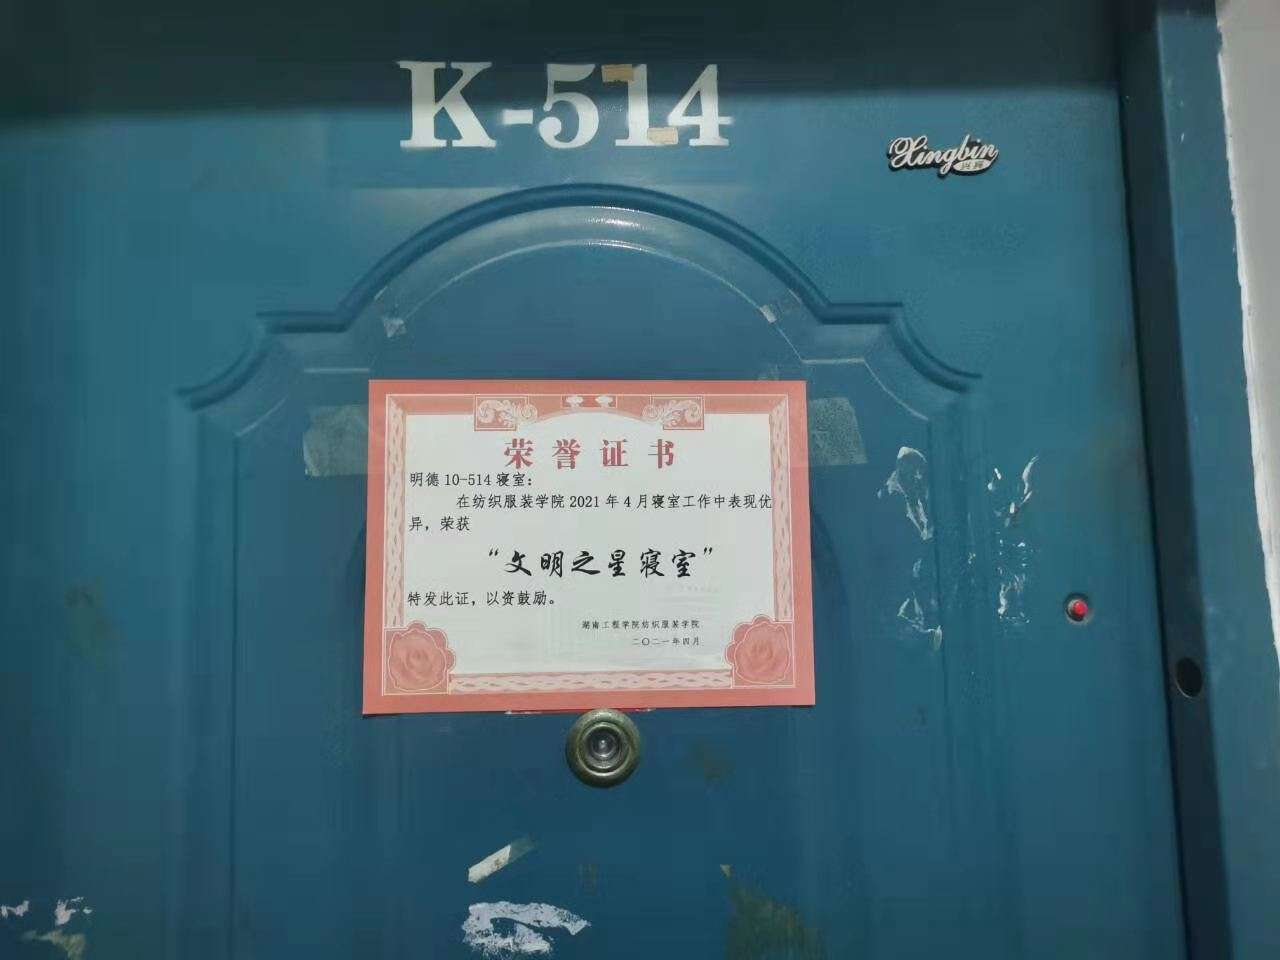 K-514
Xingbin
荣誉证书
明德10-514寝室：
在纺织服装学院2021年4月寝室工作中表现优
异，荣获
“文明之星寝室”
特发此证，以资鼓励。
湖南工程学院纺织服装学院
二〇二一年四月